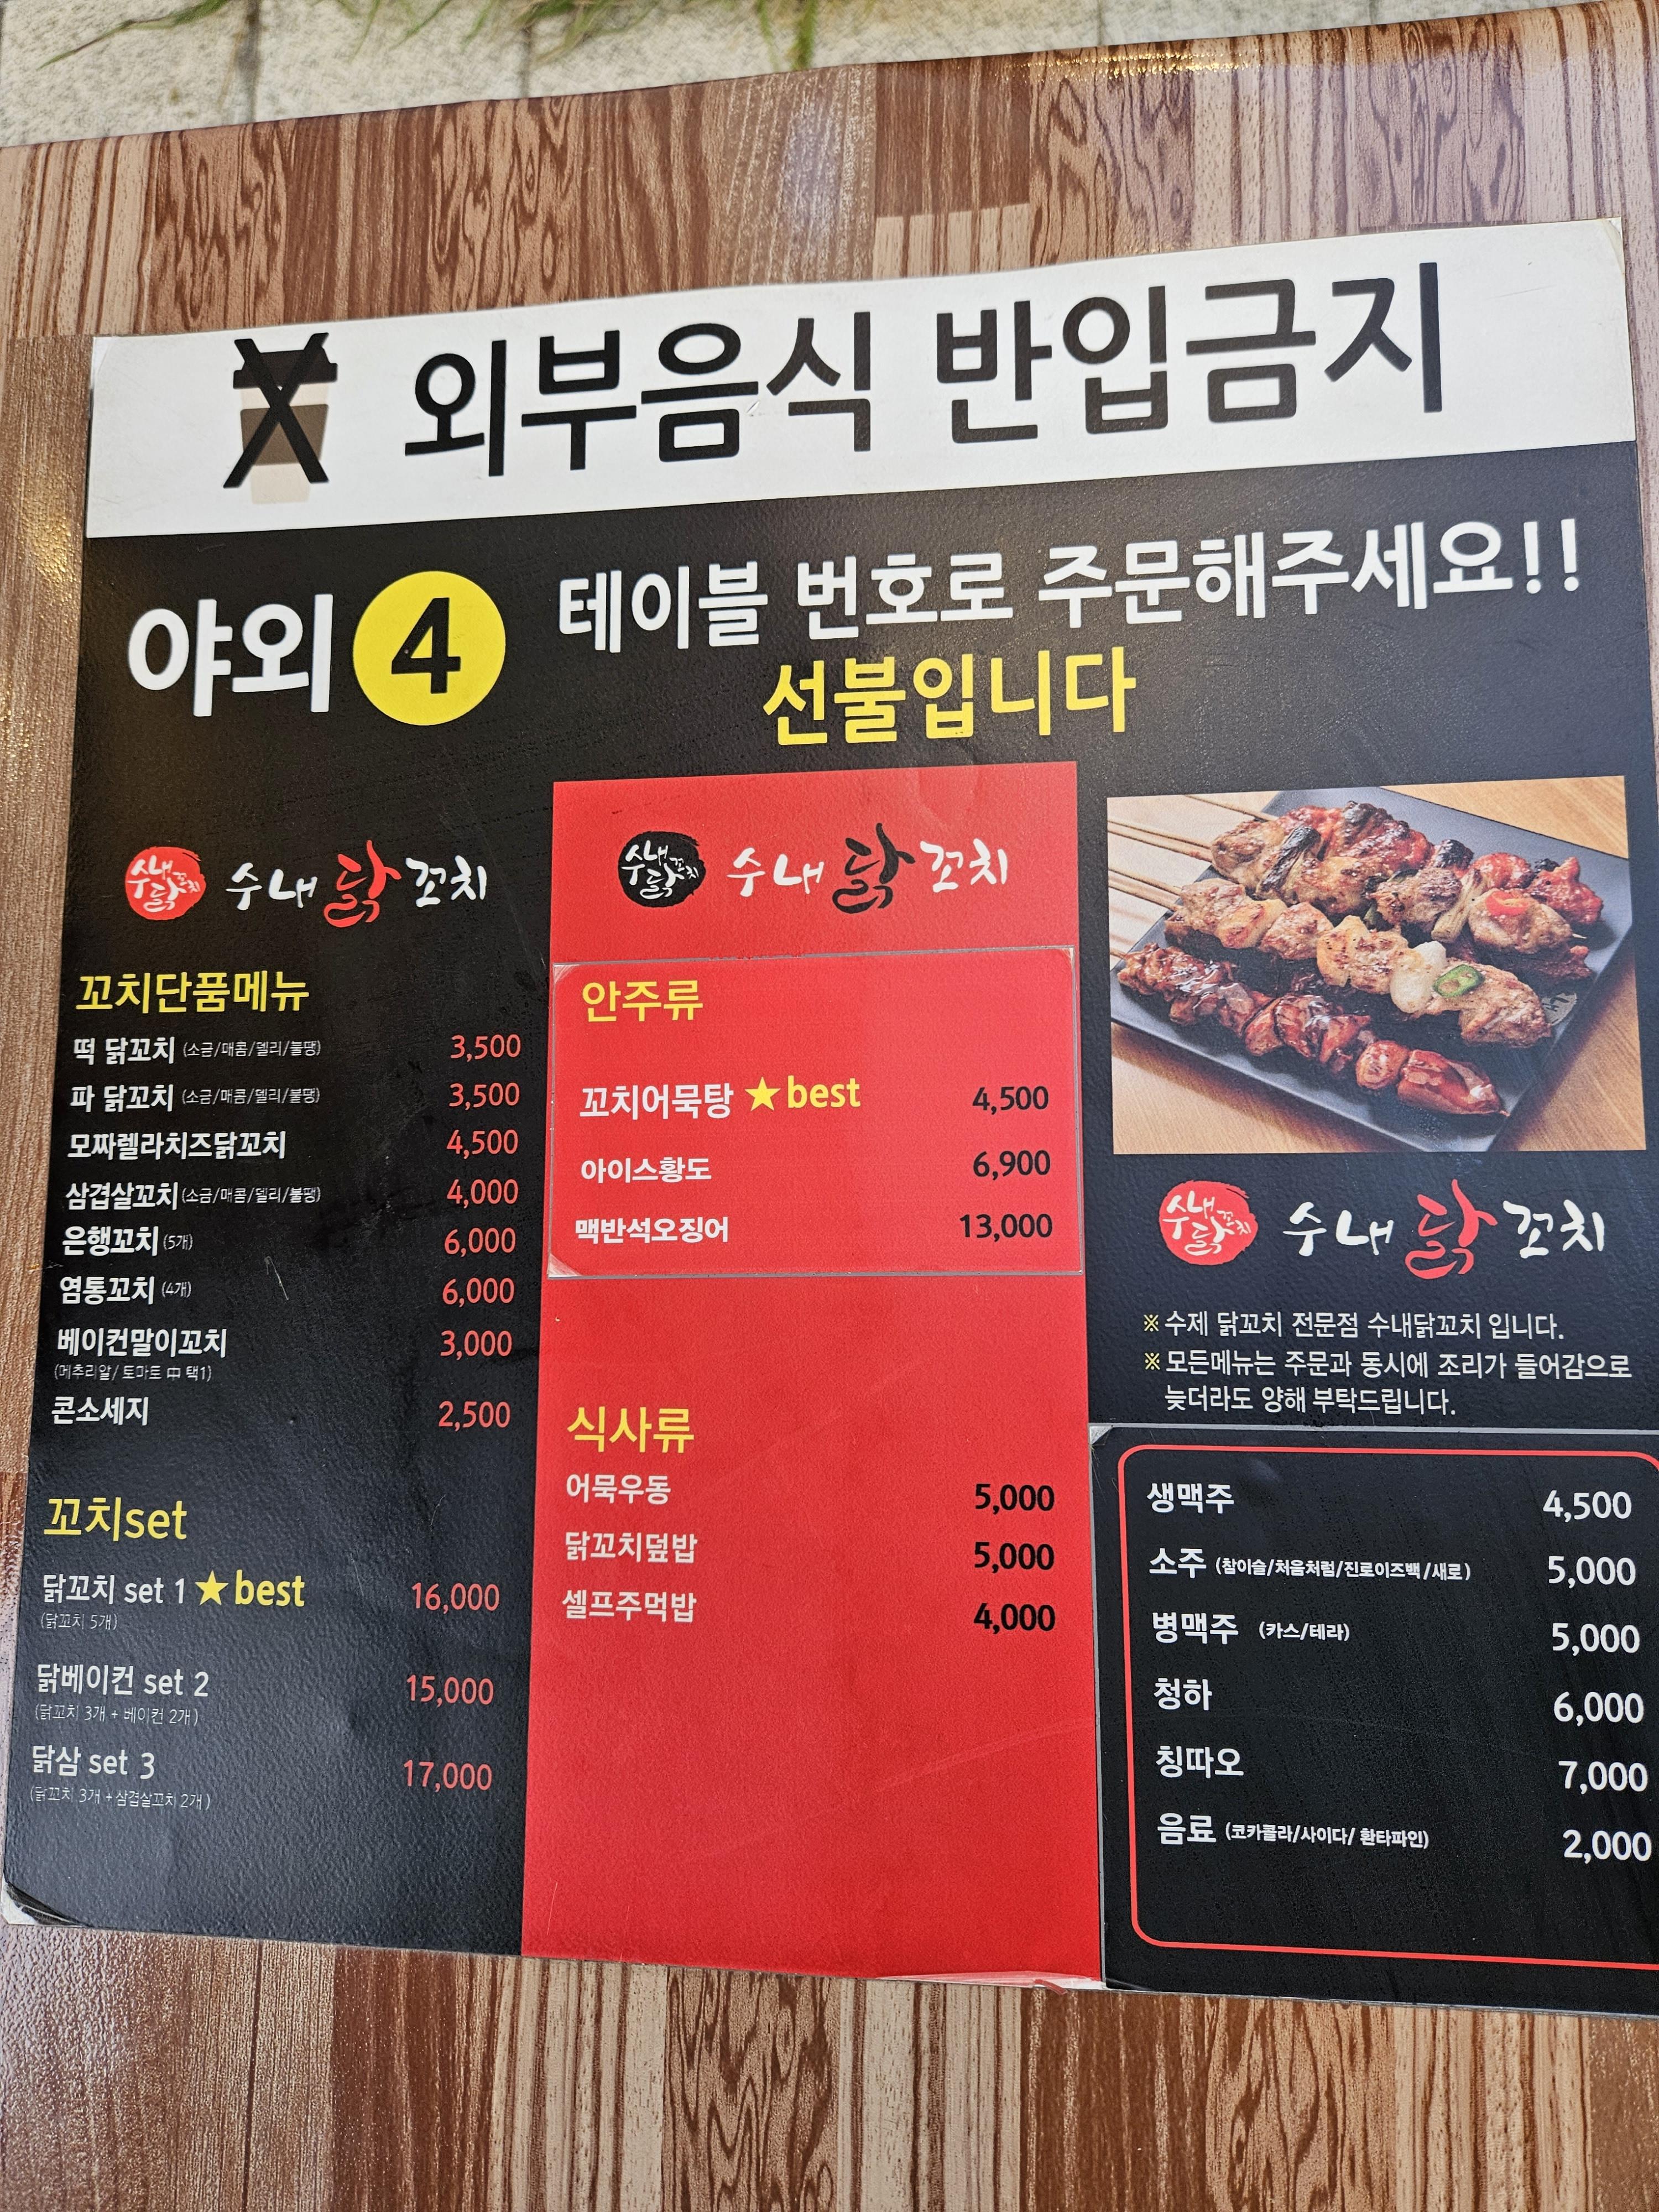 외부음식 반입금지
야외 4
테이블 번호로 주문해주세요!!
선불입니다
수내닭꼬치 수내 닭 꼬치
꼬치단품메뉴
떡 닭꼬치 (소금/매콤/델리/불땡) 3,500
파 닭꼬치 (소금/매콤/델리/불땡) 3,500
모짜렐라치즈닭꼬치 4,500
삼겹살꼬치 (소금/매콤/델리/불땡) 4,000
은행꼬치 (5개) 6,000
염통꼬치 (4개) 6,000
베이컨말이꼬치 3,000
(메추리알/ 토마토 中 택1)
콘소세지 2,500
꼬치set
닭꼬치 set 1 ★best 16,000
(닭꼬치 5개)
닭베이컨 set 2 15,000
(닭꼬치 3개 + 베이컨 2개)
닭삼 set 3 17,000
(닭꼬치 3개 + 삼겹살꼬치 2개)
수내닭꼬치 수내 닭 꼬치
안주류
꼬치어묵탕 ★best 4,500
아이스황도 6,900
맥반석오징어 13,000
식사류
어묵우동 5,000
닭꼬치덮밥 5,000
셀프주먹밥 4,000
수내닭꼬치 수내 닭 꼬치
※ 수제 닭꼬치 전문점 수내닭꼬치 입니다.
※ 모든메뉴는 주문과 동시에 조리가 들어감으로
늦더라도 양해 부탁드립니다.
생맥주 4,500
소주 (참이슬/처음처럼/진로이즈백/새로) 5,000
병맥주 (카스/테라) 5,000
청하 6,000
칭따오 7,000
음료 (코카콜라/사이다/ 환타파인) 2,000